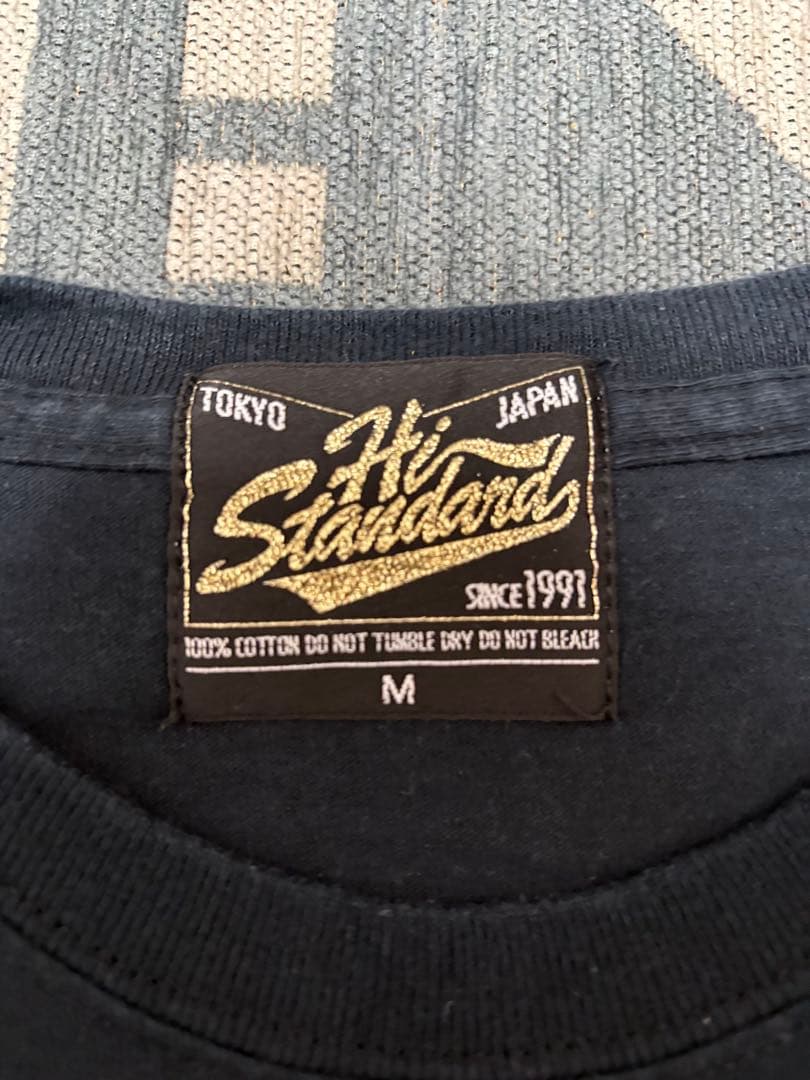 TOKYO JAPAN
Hi-
Standard
SINCE 1991
100% COTTON DO NOT TUMBLE DRY DO NOT BLEACH
M